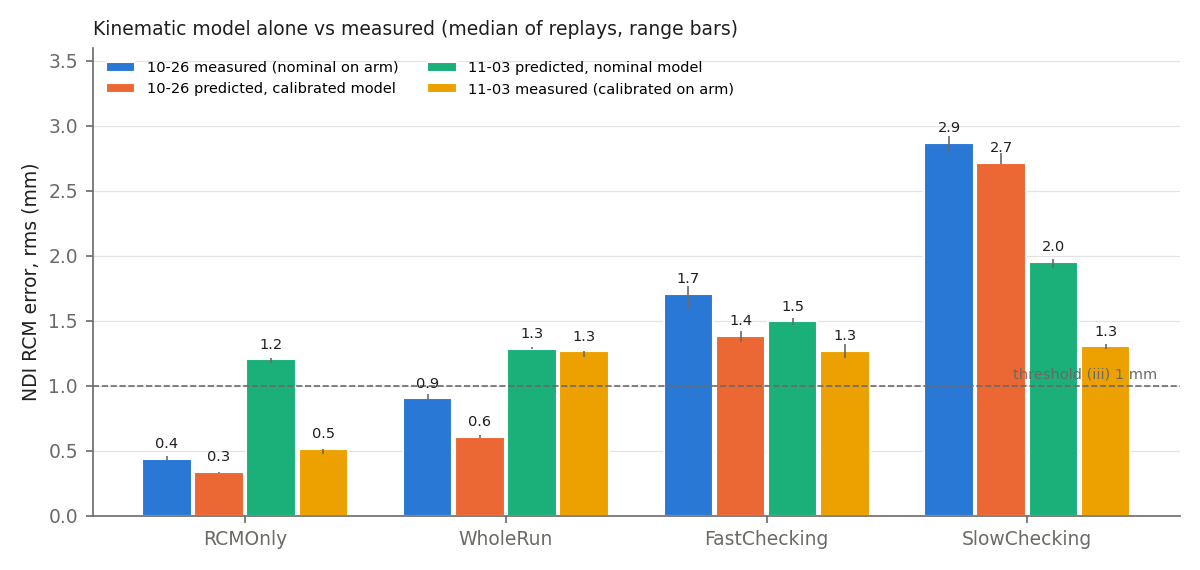 Kinematic model alone vs measured (median of replays, range bars)
10-26 measured (nominal on arm)
10-26 predicted, calibrated model
11-03 predicted, nominal model
11-03 measured (calibrated on arm)
NDI RCM error, rms (mm)
3.5
3.0
2.5
2.0
1.5
1.0
0.5
0.0
0.4
0.3
1.2
0.5
0.9
0.6
1.3
1.3
1.7
1.4
1.5
1.3
2.9
2.7
2.0
1.3
threshold (iii) 1 mm
RCMOnly
WholeRun
FastChecking
SlowChecking